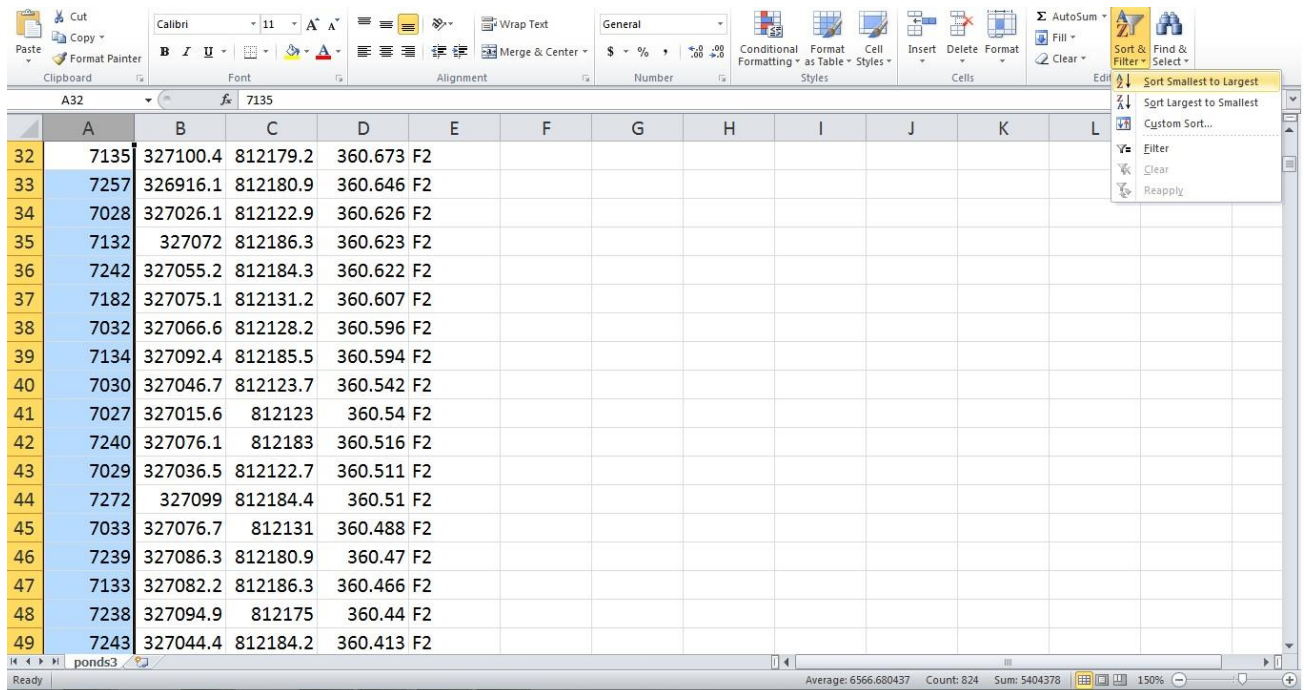 Cut
Copy
Format Painter
Paste
Clipboard
Calibri 11 A A
B I U A
Font
Wrap Text
Merge & Center
Alignment
General
$ % , .0 .00 .00 .0
Number
Conditional Formatting
Format as Table
Cell Styles
Styles
Insert Delete Format
Cells
Σ AutoSum
Fill
Clear
Edit
Sort & Filter
Find & Select
Sort Smallest to Largest
Sort Largest to Smallest
Custom Sort...
Filter
Clear
Reapply
A32 fx 7135
A B C D E F G H I J K L
32 7135 327100.4 812179.2 360.673 F2
33 7257 326916.1 812180.9 360.646 F2
34 7028 327026.1 812122.9 360.626 F2
35 7132 327072 812186.3 360.623 F2
36 7242 327055.2 812184.3 360.622 F2
37 7182 327075.1 812131.2 360.607 F2
38 7032 327066.6 812128.2 360.596 F2
39 7134 327092.4 812185.5 360.594 F2
40 7030 327046.7 812123.7 360.542 F2
41 7027 327015.6 812123 360.54 F2
42 7240 327076.1 812183 360.516 F2
43 7029 327036.5 812122.7 360.511 F2
44 7272 327099 812184.4 360.51 F2
45 7033 327076.7 812131 360.488 F2
46 7239 327086.3 812180.9 360.47 F2
47 7133 327082.2 812186.3 360.466 F2
48 7238 327094.9 812175 360.44 F2
49 7243 327044.4 812184.2 360.413 F2
ponds3
Ready Average: 6566.680437 Count: 824 Sum: 5404378 150%